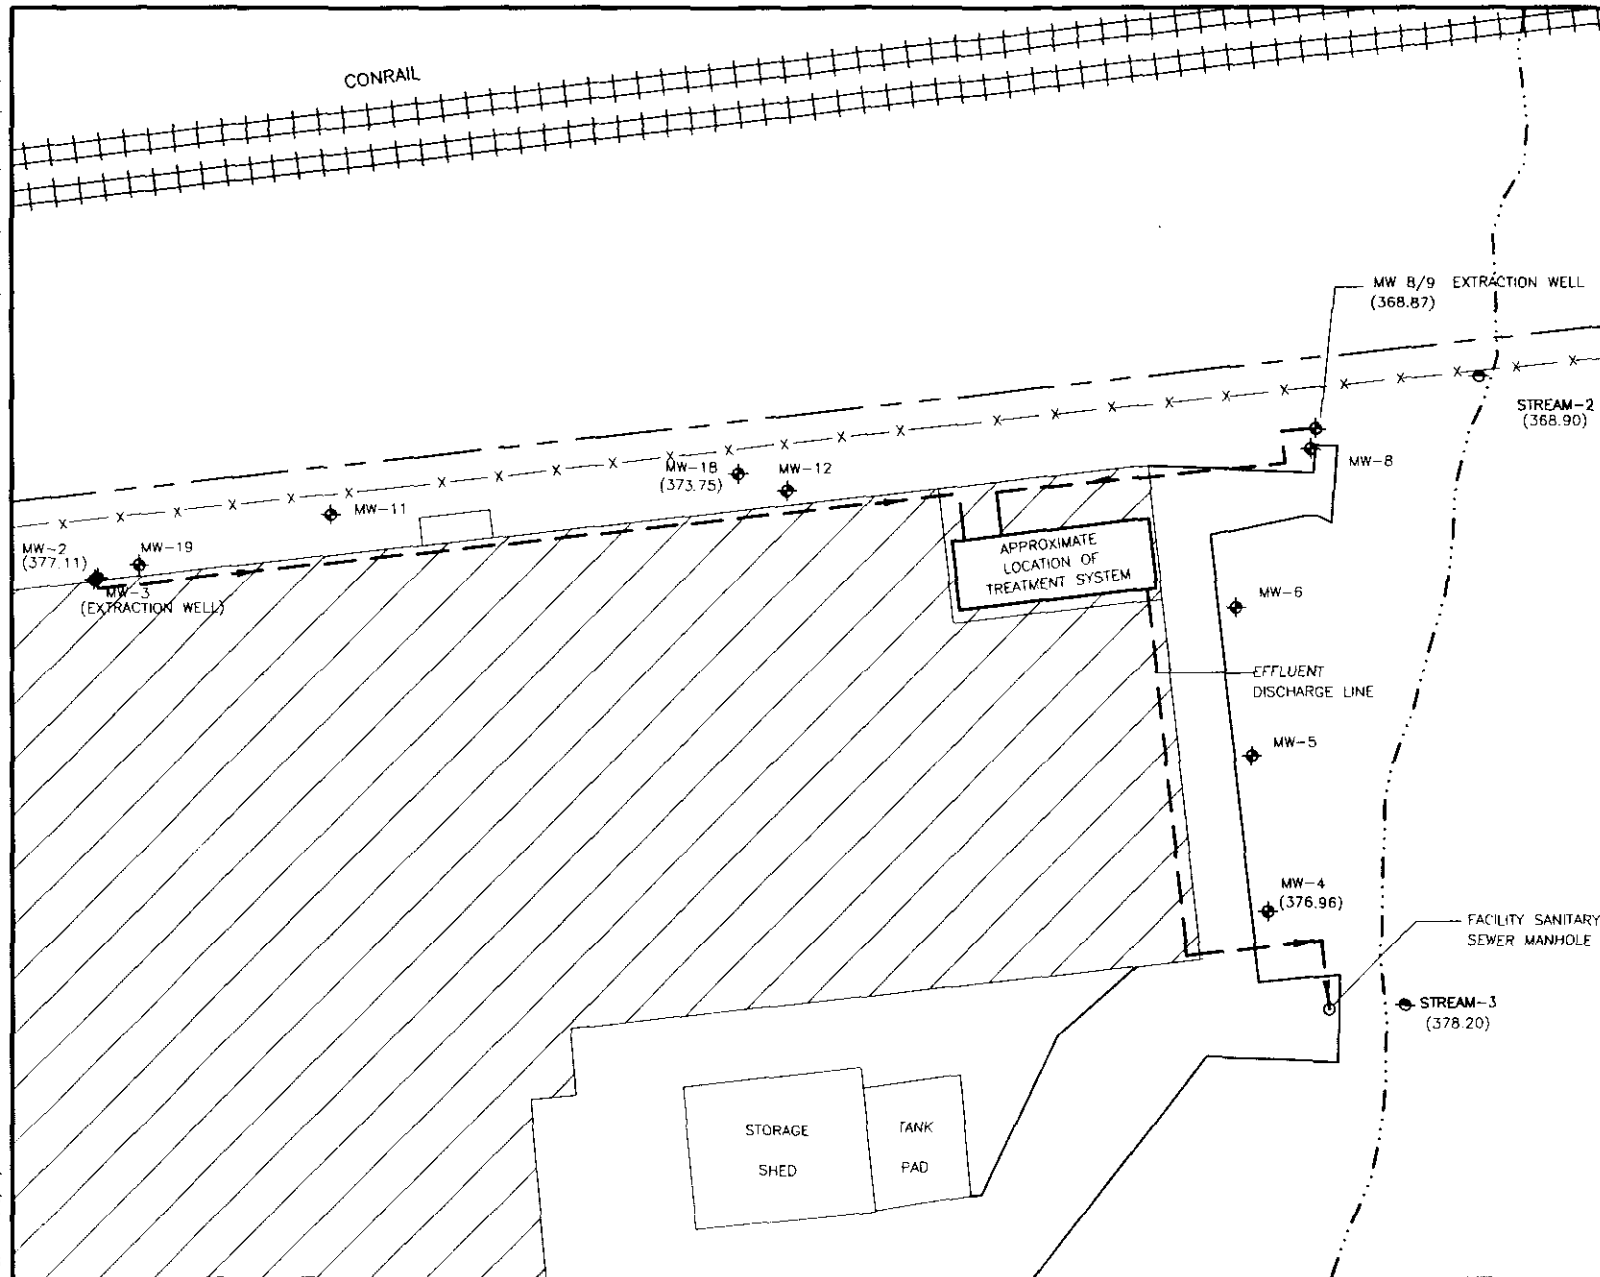 CONRAIL
MW 8/9 EXTRACTION WELL
(368.87)
STREAM-2
(368.90)
MW-18
(373.75)
MW-12
MW-8
MW-11
MW-2
(377.11)
MW-19
MW-3
(EXTRACTION WELL)
APPROXIMATE
LOCATION OF
TREATMENT SYSTEM
MW-6
EFFLUENT
DISCHARGE LINE
MW-5
MW-4
(376.96)
FACILITY SANITARY
SEWER MANHOLE
STREAM-3
(378.20)
STORAGE
SHED
TANK
PAD